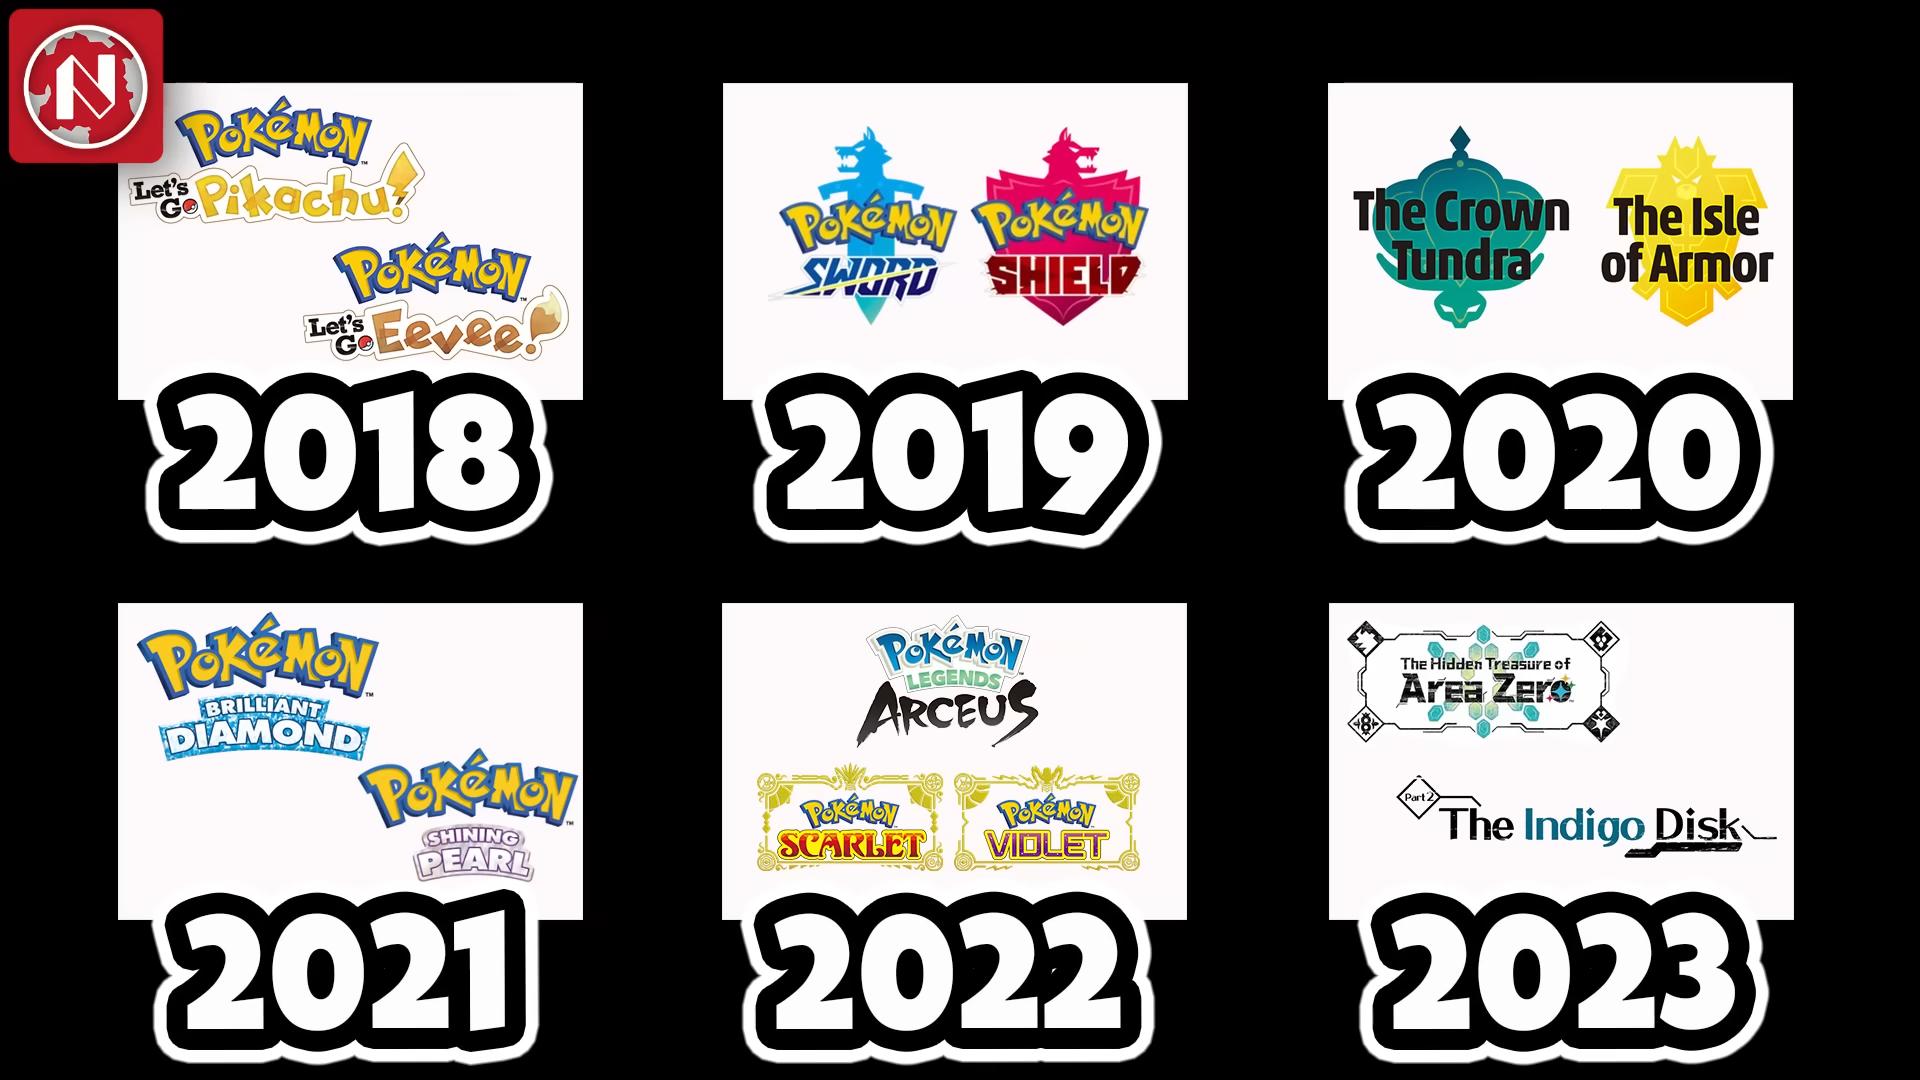 N
POKéMON
Let's Go Pikachu!
POKéMON
Let's Go Eevee!
2018
POKéMON
SWORD
POKéMON
SHIELD
2019
The Crown
Tundra
The Isle
of Armor
2020
POKéMON
BRILLIANT
DIAMOND
POKéMON
SHINING
PEARL
2021
POKéMON
LEGENDS
ARCEUS
POKéMON
SCARLET
POKéMON
VIOLET
2022
The Hidden Treasure of
Area Zero
Part 2
The Indigo Disk
2023